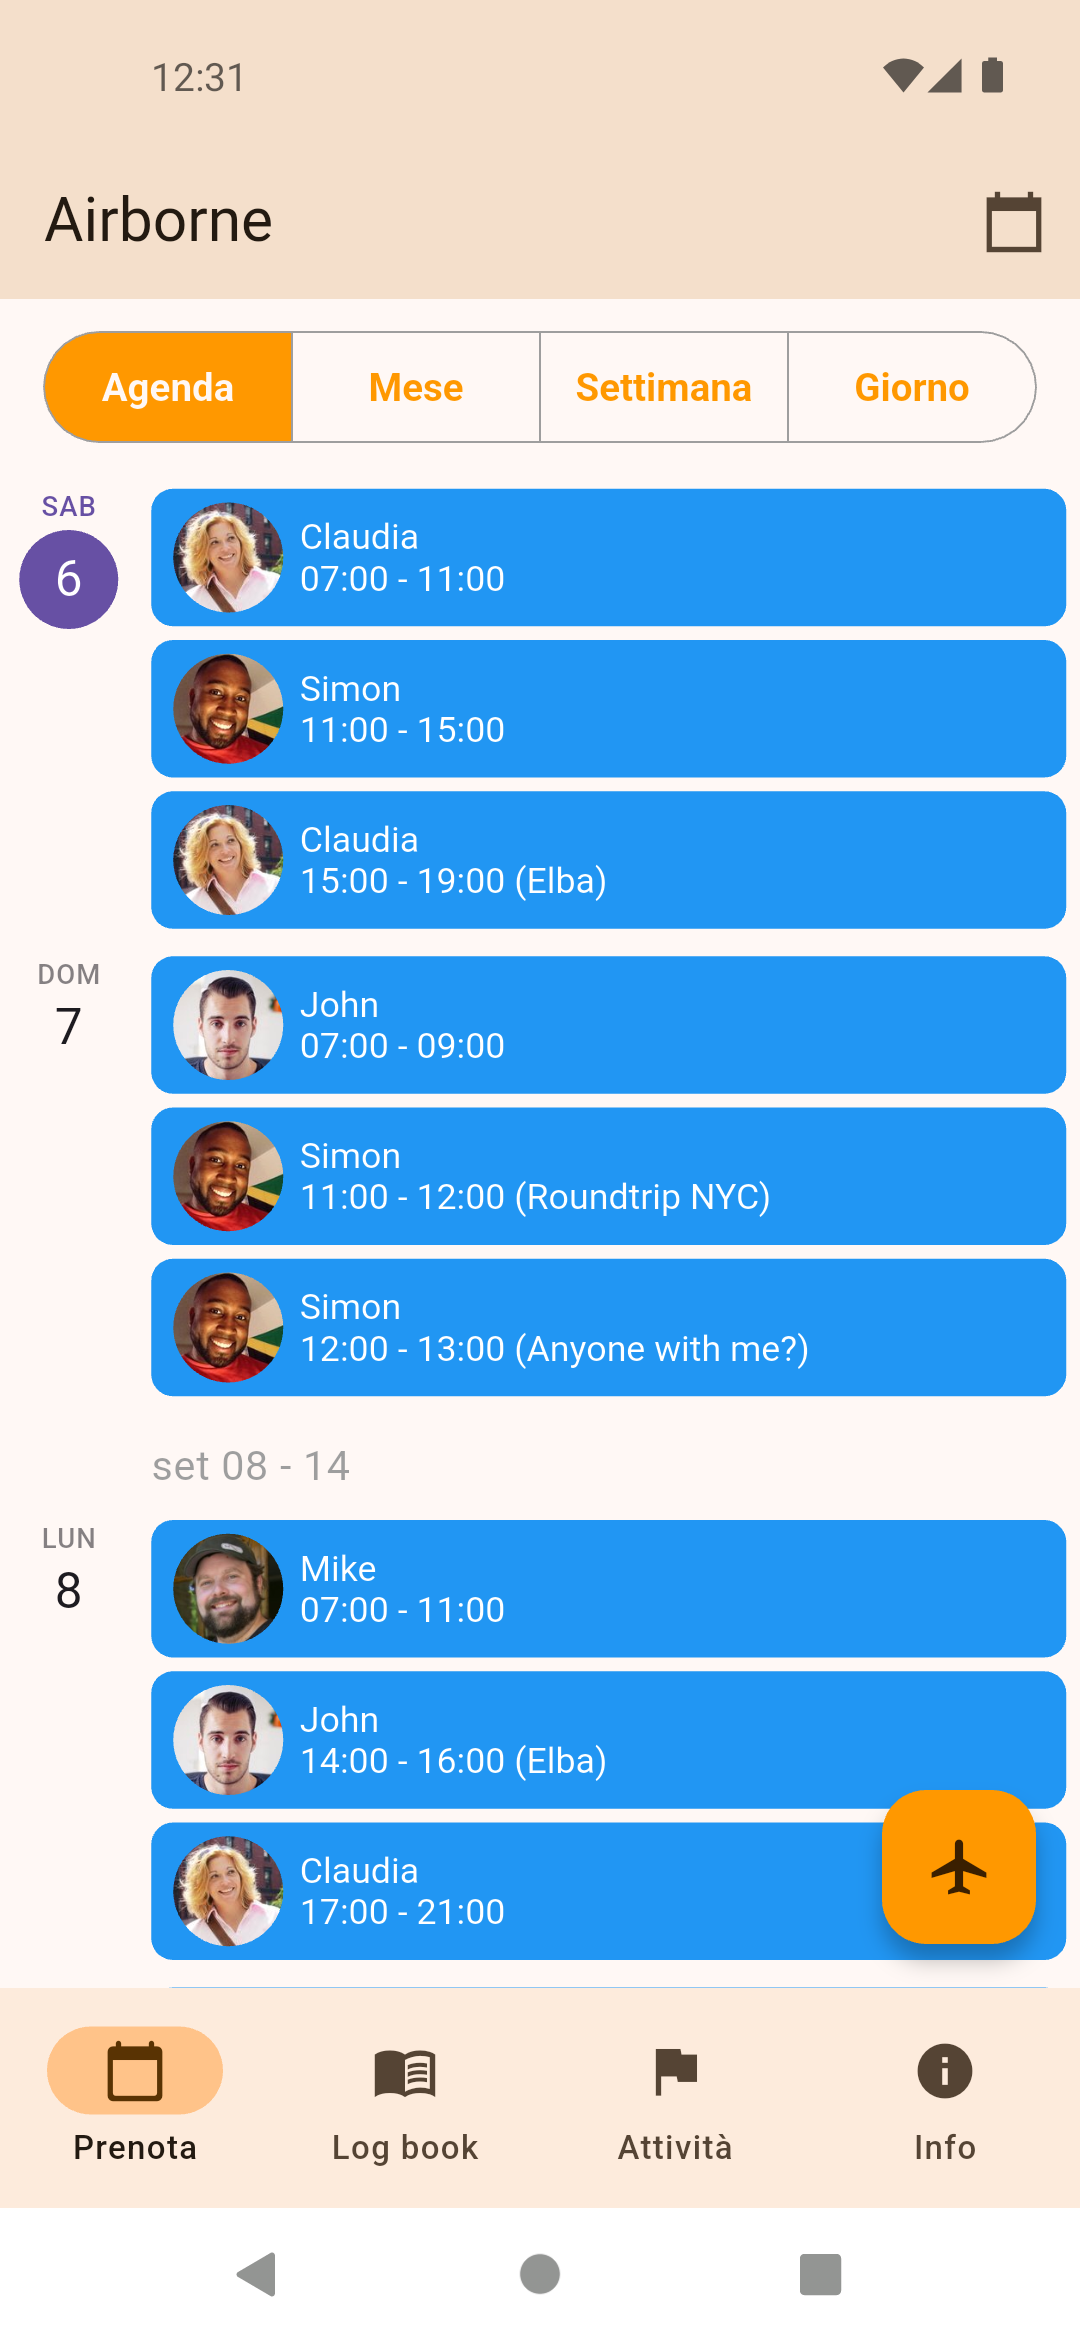 12:31
Airborne
Agenda
Mese
Settimana
Giorno
SAB
6
Claudia
07:00 - 11:00
Simon
11:00 - 15:00
Claudia
15:00 - 19:00 (Elba)
DOM
7
John
07:00 - 09:00
Simon
11:00 - 12:00 (Roundtrip NYC)
Simon
12:00 - 13:00 (Anyone with me?)
set 08 - 14
LUN
8
Mike
07:00 - 11:00
John
14:00 - 16:00 (Elba)
Claudia
17:00 - 21:00
Prenota
Log book
Attività
Info